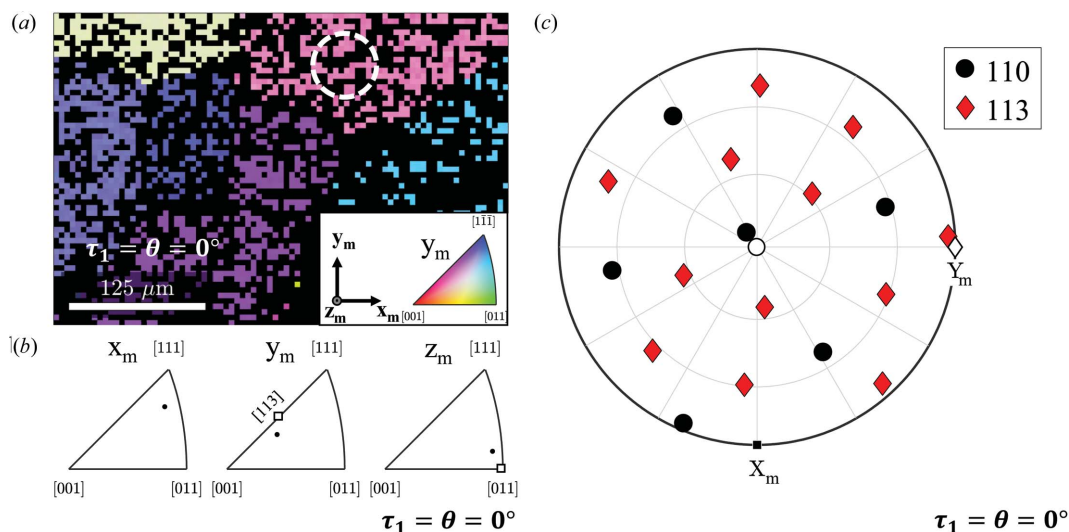 (a)
τ₁ = θ = 0°
125 μm
yₘ
zₘ
xₘ
yₘ
[11̄1̄]
[001]
[011]
(b)
xₘ
[111]
[001]
[011]
yₘ
[111]
[113]
[001]
[011]
zₘ
[111]
[001]
[011]
τ₁ = θ = 0°
(c)
110
113
Yₘ
Xₘ
τ₁ = θ = 0°